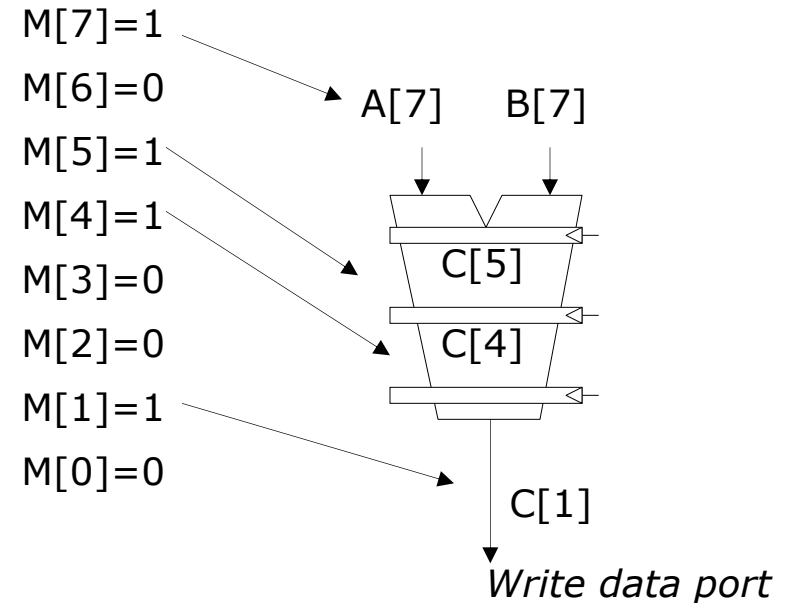 M[7]=1
M[6]=0
M[5]=1
M[4]=1
M[3]=0
M[2]=0
M[1]=1
M[0]=0
A[7] B[7]
C[5]
C[4]
C[1]
Write data port